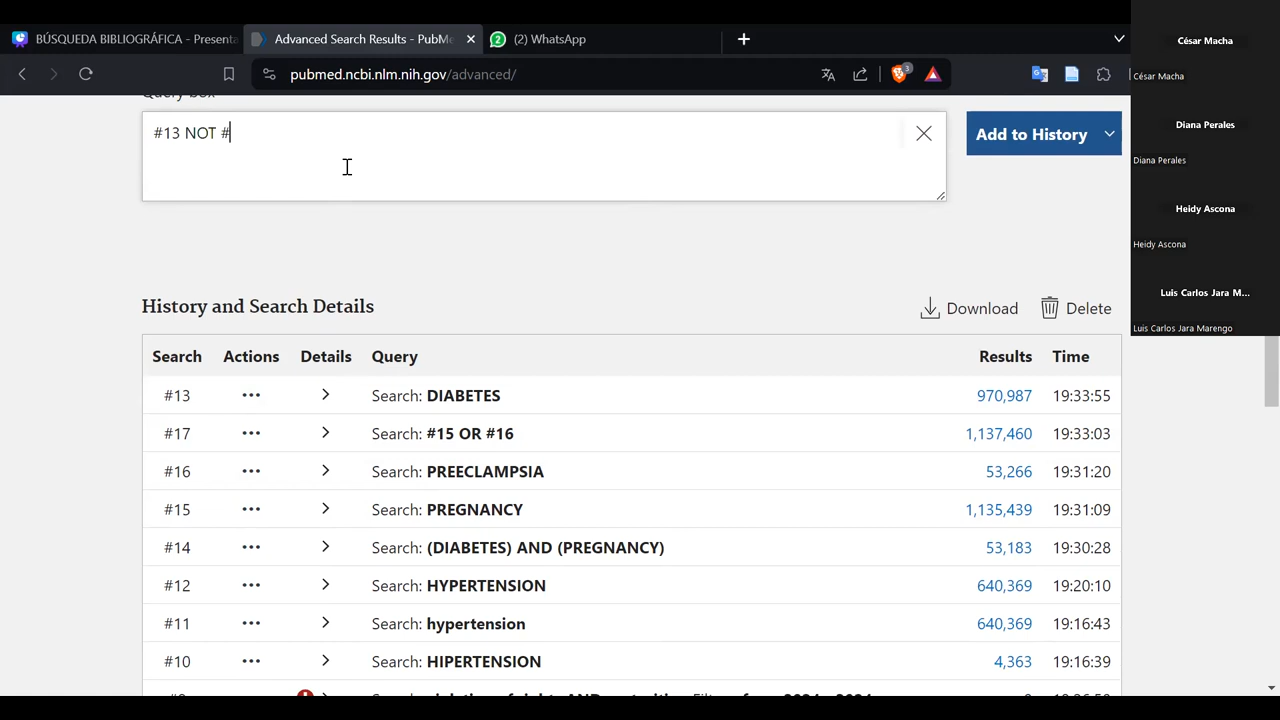 BÚSQUEDA BIBLIOGRÁFICA - Presenta
Advanced Search Results - PubMe
(2) WhatsApp
pubmed.ncbi.nlm.nih.gov/advanced/
Query box
#13 NOT #
Add to History
History and Search Details
Download
Delete
Search Actions Details Query Results Time
#13 Search: DIABETES 970,987 19:33:55
#17 Search: #15 OR #16 1,137,460 19:33:03
#16 Search: PREECLAMPSIA 53,266 19:31:20
#15 Search: PREGNANCY 1,135,439 19:31:09
#14 Search: (DIABETES) AND (PREGNANCY) 53,183 19:30:28
#12 Search: HYPERTENSION 640,369 19:20:10
#11 Search: hypertension 640,369 19:16:43
#10 Search: HIPERTENSION 4,363 19:16:39
César Macha
César Macha
Diana Perales
Diana Perales
Heidy Ascona
Heidy Ascona
Luis Carlos Jara M...
Luis Carlos Jara Marengo